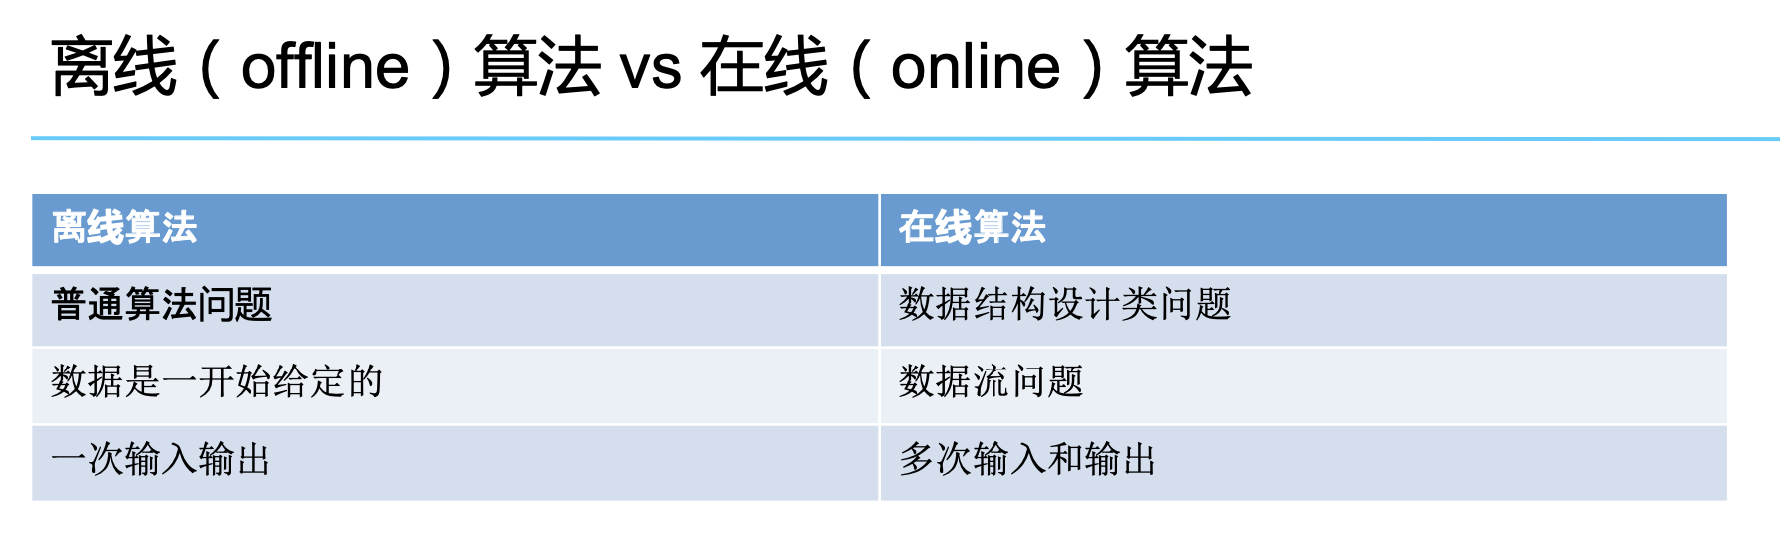 离线（offline）算法 vs 在线（online）算法
离线算法
在线算法
普通算法问题
数据结构设计类问题
数据是一开始给定的
数据流问题
一次输入输出
多次输入和输出